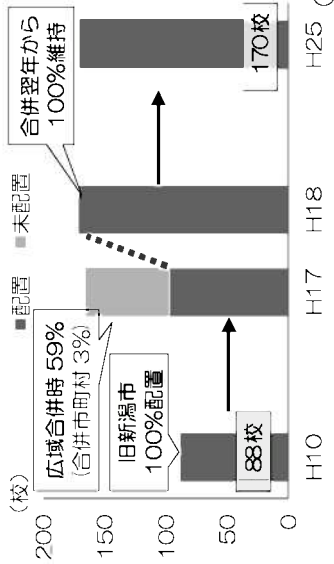 (校)
■配置 ■未配置
200
150
100
50
0
広域合併時 59%
(合併市町村 3%)
合併翌年から
100%維持
旧新潟市
100%配置
88校
170校
H10
H17
H18
H25
(